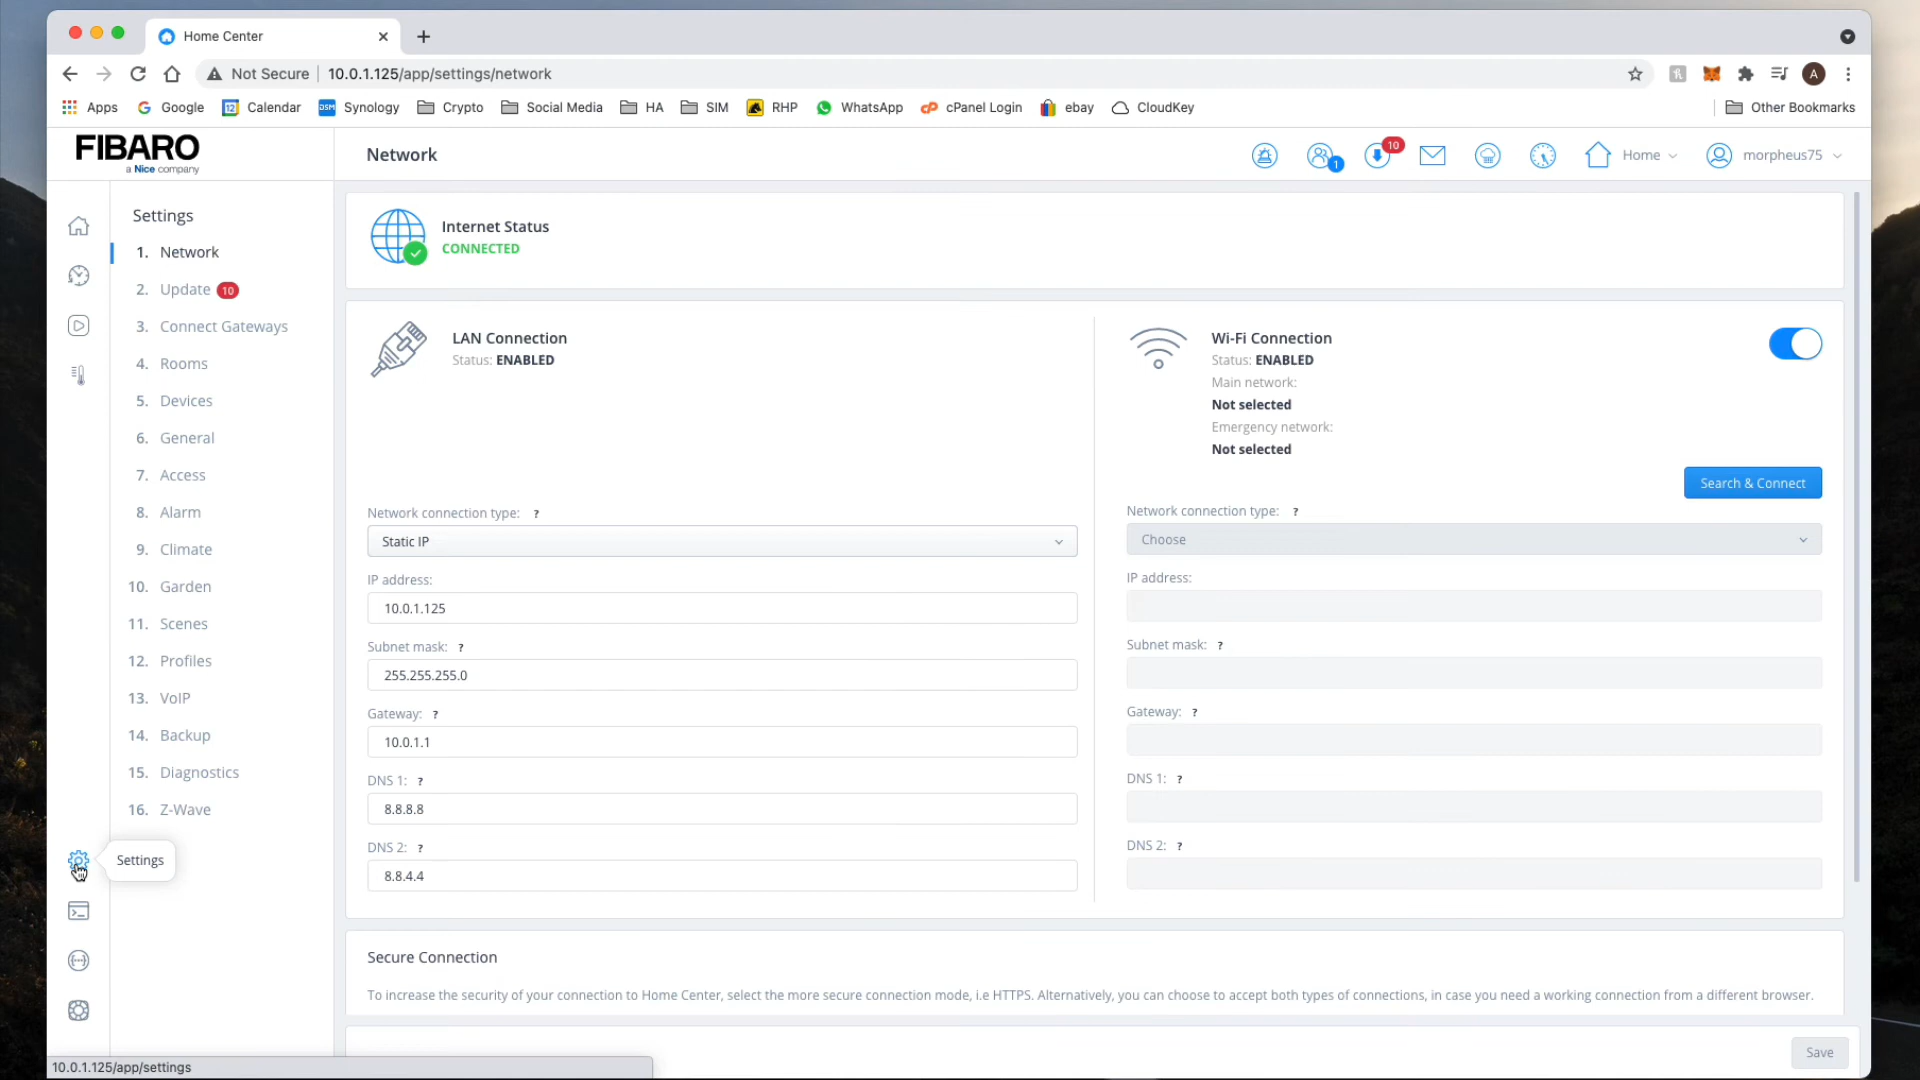 Home Center
Not Secure
10.0.1.125/app/settings/network
A
Apps
Google
12
Calendar
DSM
Synology
Crypto
Social Media
HA
SIM
RHP
WhatsApp
cP
cPanel Login
ebay
CloudKey
Other Bookmarks
FIBARO
a Nice company
Network
1
10
Home
morpheus75
Settings
1. Network
2. Update 10
3. Connect Gateways
4. Rooms
5. Devices
6. General
7. Access
8. Alarm
9. Climate
10. Garden
11. Scenes
12. Profiles
13. VoIP
14. Backup
15. Diagnostics
16. Z-Wave
Settings
Internet Status
CONNECTED
LAN Connection
Status: ENABLED
Network connection type: ?
Static IP
IP address:
10.0.1.125
Subnet mask: ?
255.255.255.0
Gateway: ?
10.0.1.1
DNS 1: ?
8.8.8.8
DNS 2: ?
8.8.4.4
Wi-Fi Connection
Status: ENABLED
Main network:
Not selected
Emergency network:
Not selected
Search & Connect
Network connection type: ?
Choose
IP address:
Subnet mask: ?
Gateway: ?
DNS 1: ?
DNS 2: ?
Secure Connection
To increase the security of your connection to Home Center, select the more secure connection mode, i.e HTTPS. Alternatively, you can choose to accept both types of connections, in case you need a working connection from a different browser.
Save
10.0.1.125/app/settings